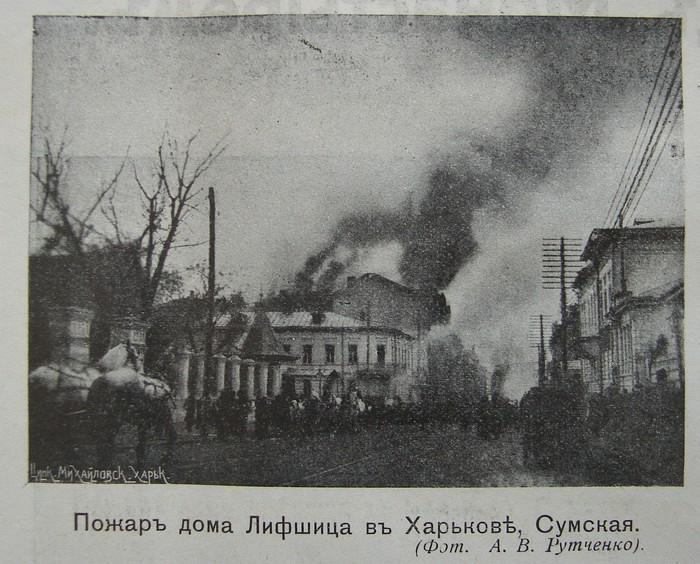 Цинк. Михайловск. Харьк.
Пожаръ дома Лифшица въ Харьковѣ, Сумская.
(Фот. А. В. Рутченко).